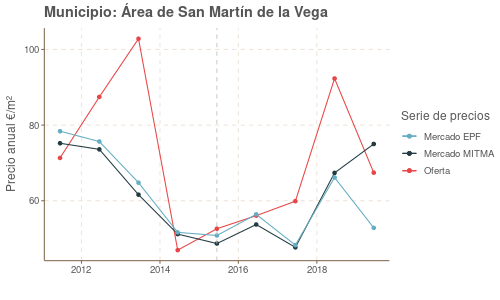 Municipio: Área de San Martín de la Vega
Precio anual €/m²
100
80
60
2012
2014
2016
2018
Serie de precios
Mercado EPF
Mercado MITMA
Oferta